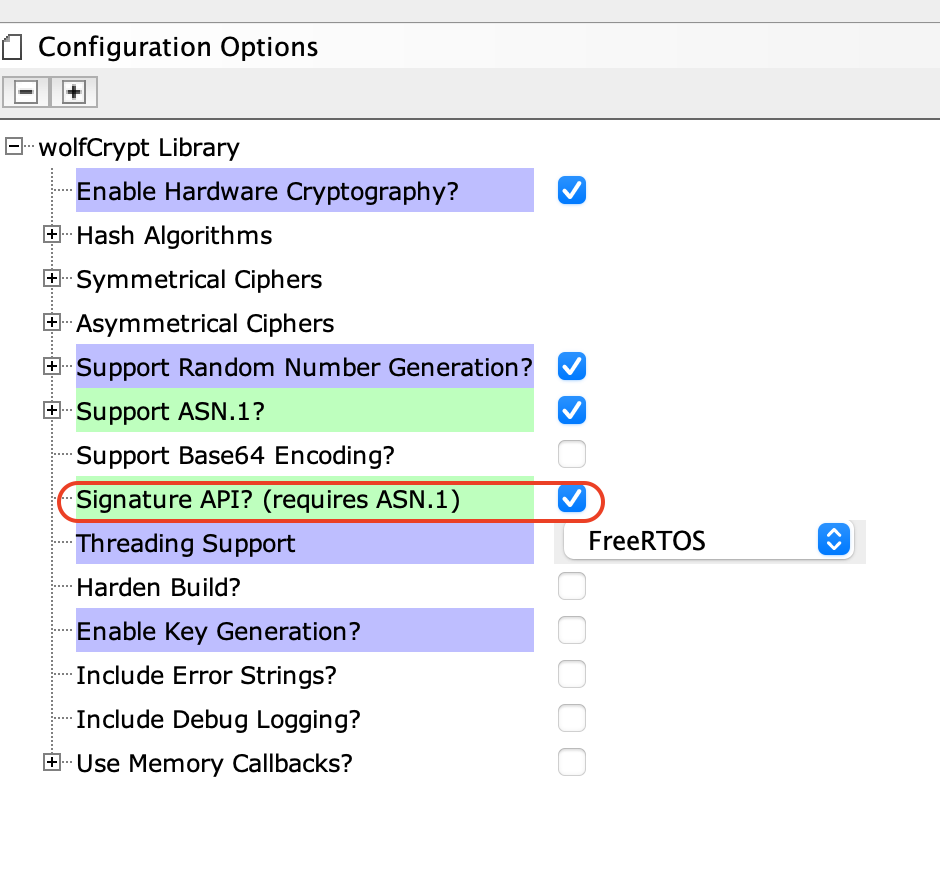 Configuration Options
wolfCrypt Library
Enable Hardware Cryptography?
Hash Algorithms
Symmetrical Ciphers
Asymmetrical Ciphers
Support Random Number Generation?
Support ASN.1?
Support Base64 Encoding?
Signature API? (requires ASN.1)
Threading Support FreeRTOS
Harden Build?
Enable Key Generation?
Include Error Strings?
Include Debug Logging?
Use Memory Callbacks?